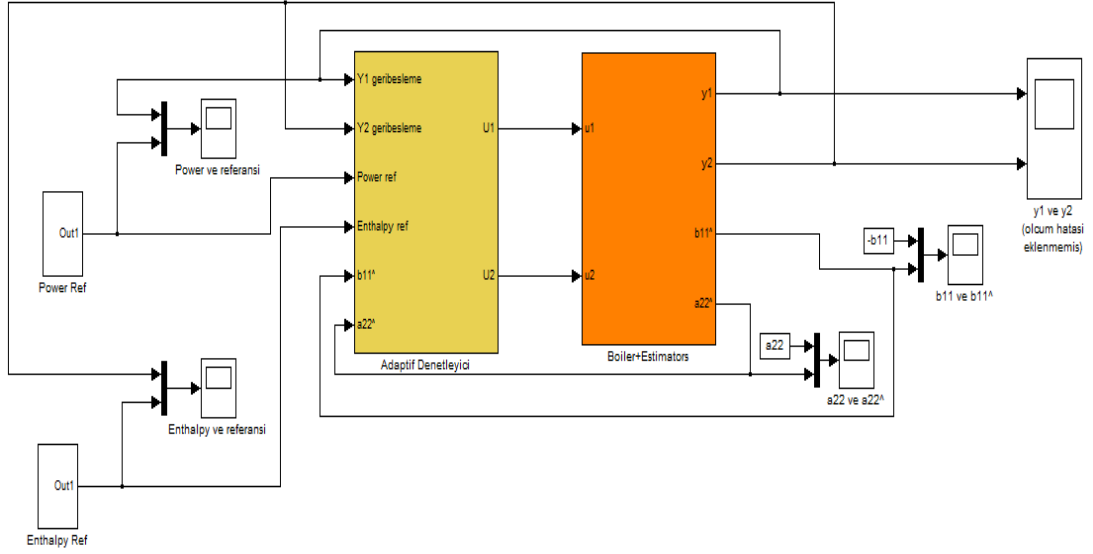 Y1 geribesleme
Y2 geribesleme
Power ref
Enthalpy ref
b11^
a22^
U1
U2
Adaptif Denetleyici
u1
u2
y1
y2
b11^
a22^
Boiler+Estimators
Power ve referansi
Out1
Power Ref
Enthalpy ve referansi
Out1
Enthalpy Ref
y1 ve y2
(olcum hatasi
eklenmemis)
-b11
b11 ve b11^
a22
a22 ve a22^